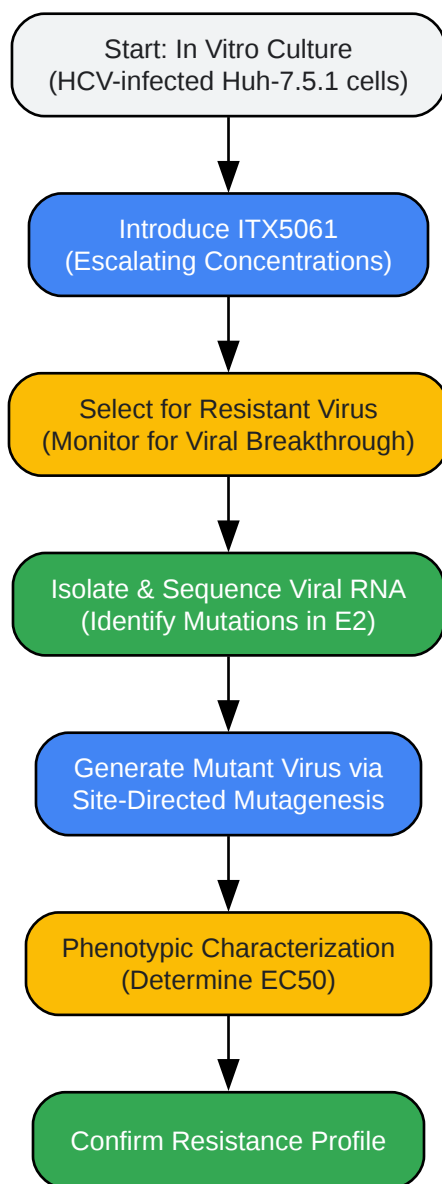 Start: In Vitro Culture
(HCV-infected Huh-7.5.1 cells)
Introduce ITX5061
(Escalating Concentrations)
Select for Resistant Virus
(Monitor for Viral Breakthrough)
Isolate & Sequence Viral RNA
(Identify Mutations in E2)
Generate Mutant Virus via
Site-Directed Mutagenesis
Phenotypic Characterization
(Determine EC50)
Confirm Resistance Profile